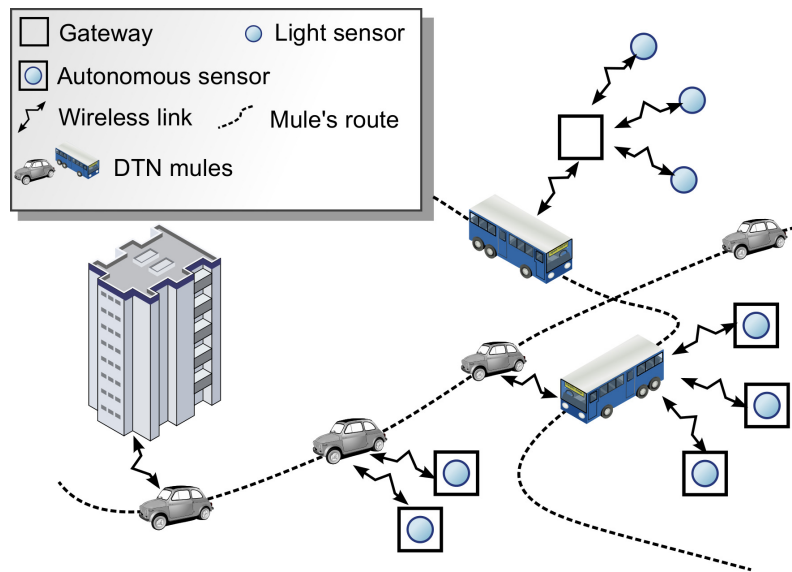 Gateway
Light sensor
Autonomous sensor
Wireless link
Mule's route
DTN mules